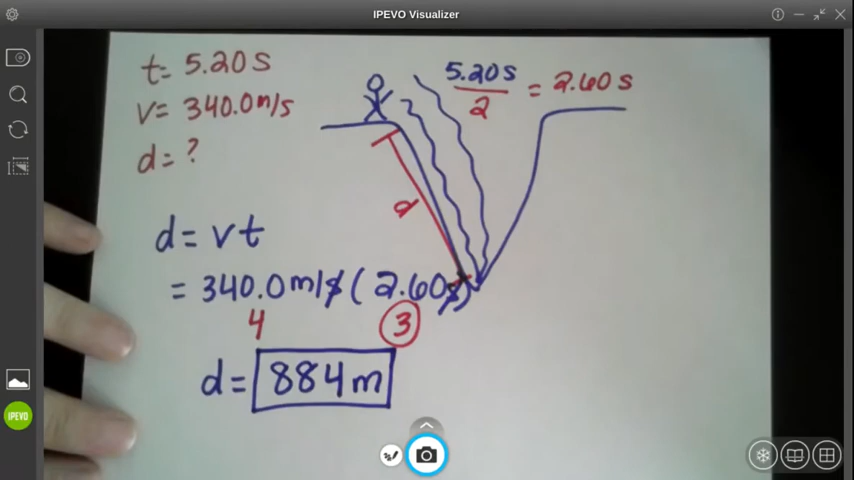 IPEVO Visualizer
t= 5.20 s
v= 340.0 m/s
d= ?
5.20 s
2
= 2.60 s
d
d= vt
= 340.0 m/s ( 2.60s )
4
3
d= 884 m
IPEVO